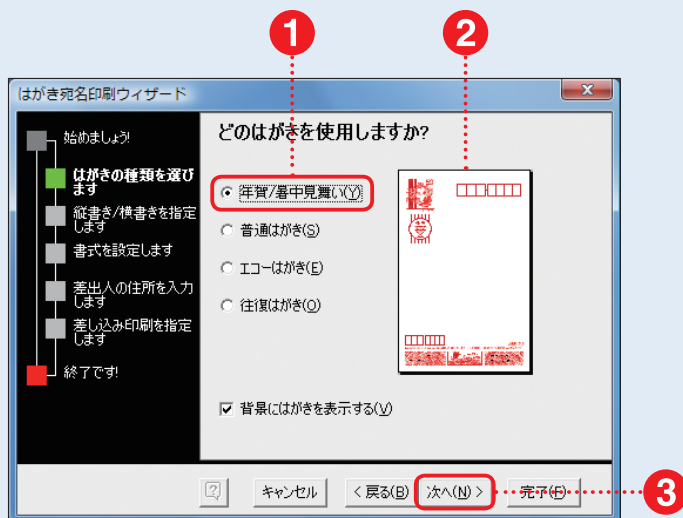 1
2
はがき宛名印刷ウィザード
始めましょう!
はがきの種類を選び
ます
縦書き/横書きを指定
します
書式を設定します
差出人の住所を入力
します
差し込み印刷を指定
します
終了です!
どのはがきを使用しますか?
年賀/暑中見舞い(Y)
普通はがき(S)
エコーはがき(E)
往復はがき(O)
背景にはがきを表示する(V)
キャンセル
< 戻る(B)
次へ(N) >
完了(F)
3